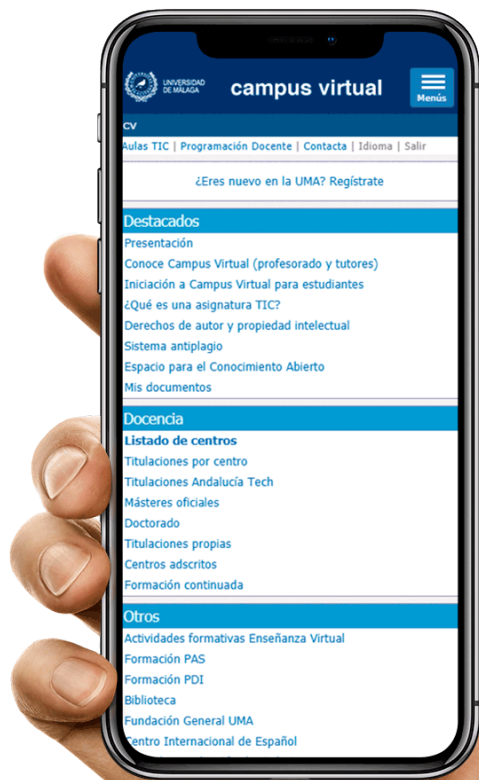 UNIVERSIDAD
DE MÁLAGA
campus virtual
Menús
CV
Aulas TIC | Programación Docente | Contacta | Idioma | Salir
¿Eres nuevo en la UMA? Regístrate
Destacados
Presentación
Conoce Campus Virtual (profesorado y tutores)
Iniciación a Campus Virtual para estudiantes
¿Qué es una asignatura TIC?
Derechos de autor y propiedad intelectual
Sistema antiplagio
Espacio para el Conocimiento Abierto
Mis documentos
Docencia
Listado de centros
Titulaciones por centro
Titulaciones Andalucía Tech
Másteres oficiales
Doctorado
Titulaciones propias
Centros adscritos
Formación continuada
Otros
Actividades formativas Enseñanza Virtual
Formación PAS
Formación PDI
Biblioteca
Fundación General UMA
Centro Internacional de Español